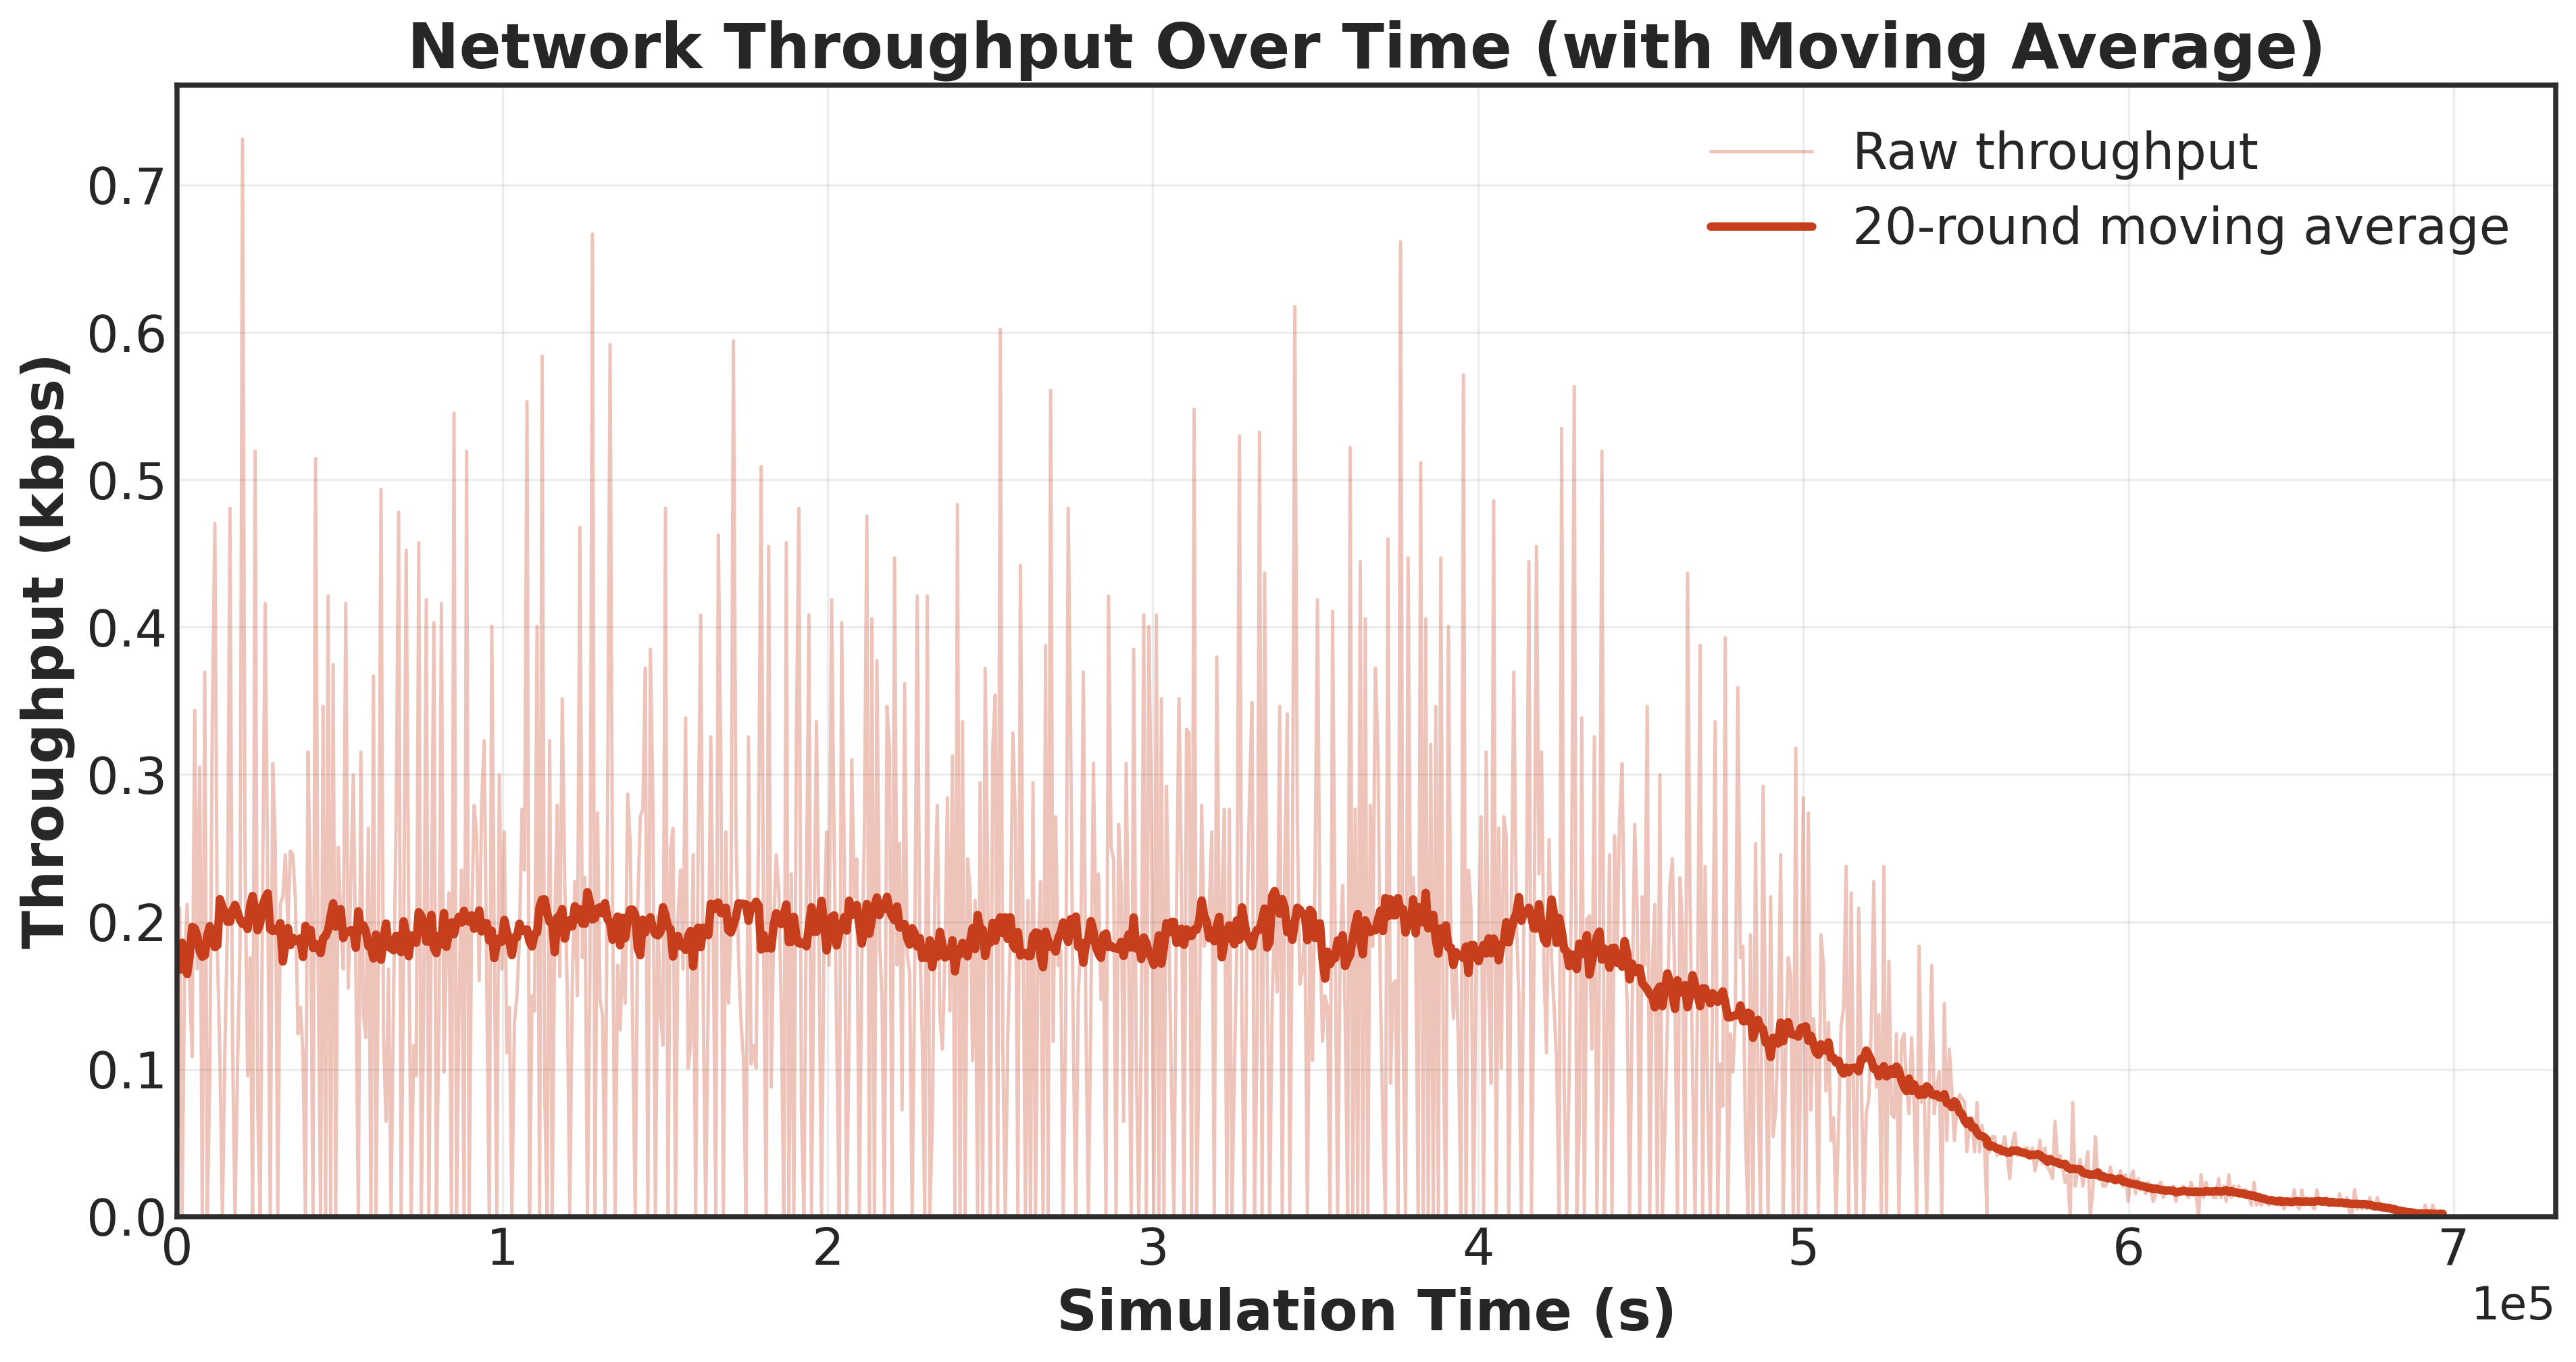 Network Throughput Over Time (with Moving Average)
Raw throughput
20-round moving average
Throughput (kbps)
0.7
0.6
0.5
0.4
0.3
0.2
0.1
0.0
0 1 2 3 4 5 6 7
1e5
Simulation Time (s)